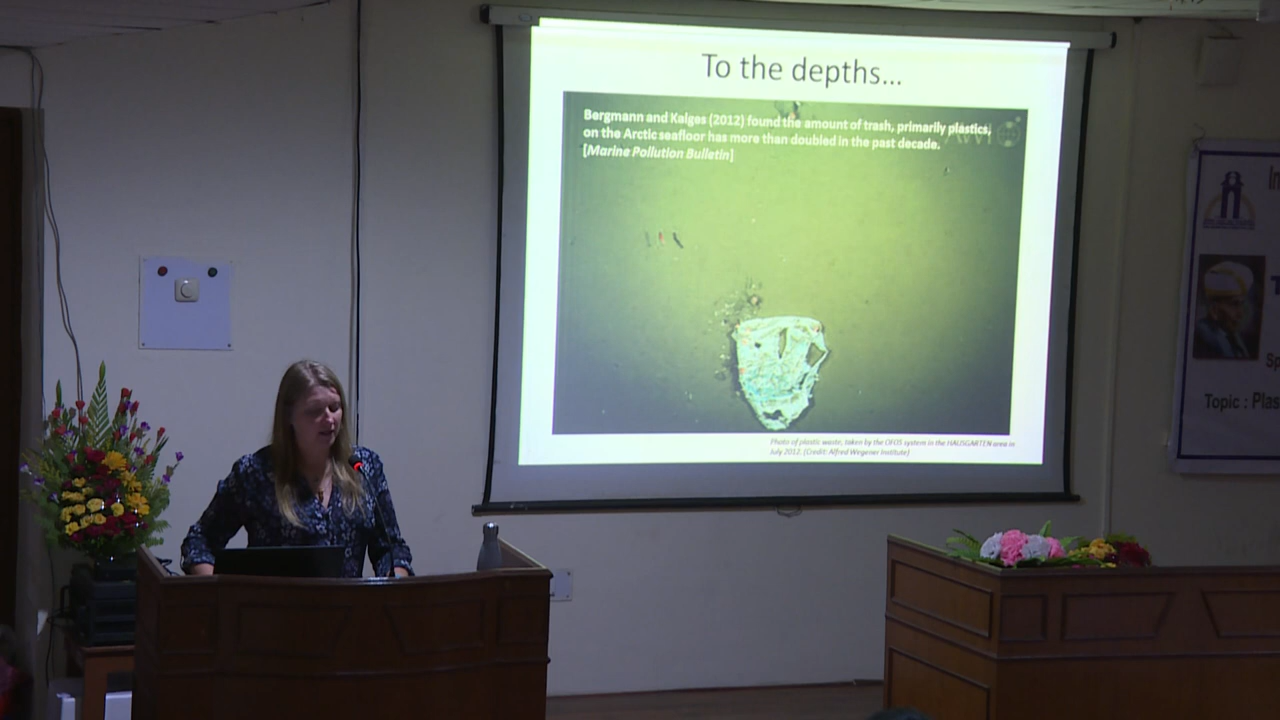 To the depths...
Bergmann and Kalges (2012) found the amount of trash, primarily plastics,
on the Arctic seafloor has more than doubled in the past decade.
[Marine Pollution Bulletin]
AWI
Photo of plastic waste, taken by the OFOS system in the HAUSGARTEN area in
July 2012. (Credit: Alfred Wegener Institute)
Topic : Plas